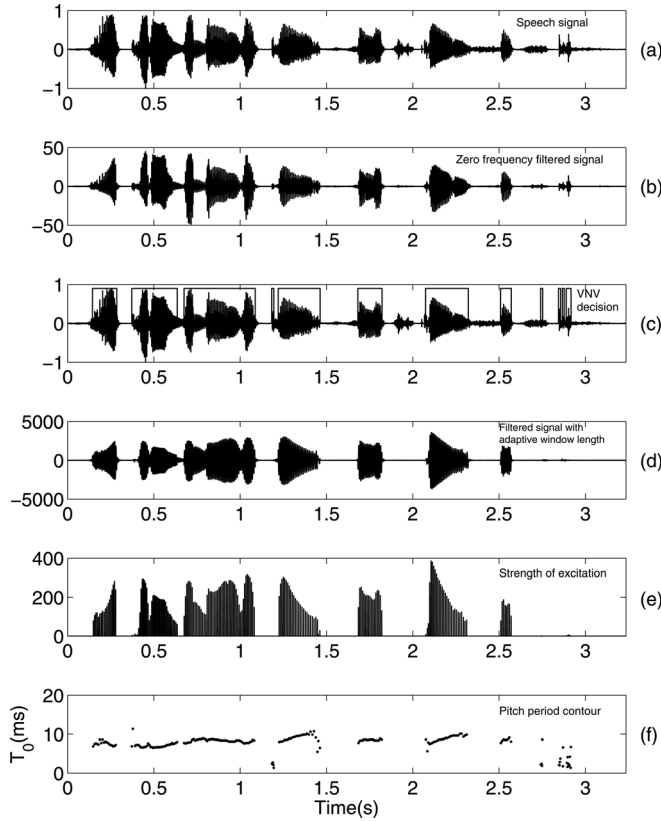 1
0
−1
Speech signal
(a)
0 0.5 1 1.5 2 2.5 3
50
0
−50
Zero frequency filtered signal
(b)
0 0.5 1 1.5 2 2.5 3
1
0
−1
VNV
decision
(c)
0 0.5 1 1.5 2 2.5 3
5000
0
−5000
Filtered signal with
adaptive window length
(d)
0 0.5 1 1.5 2 2.5 3
400
200
0
Strength of excitation
(e)
0 0.5 1 1.5 2 2.5 3
T0(ms)
20
10
0
Pitch period contour
(f)
0 0.5 1 1.5 2 2.5 3
Time(s)